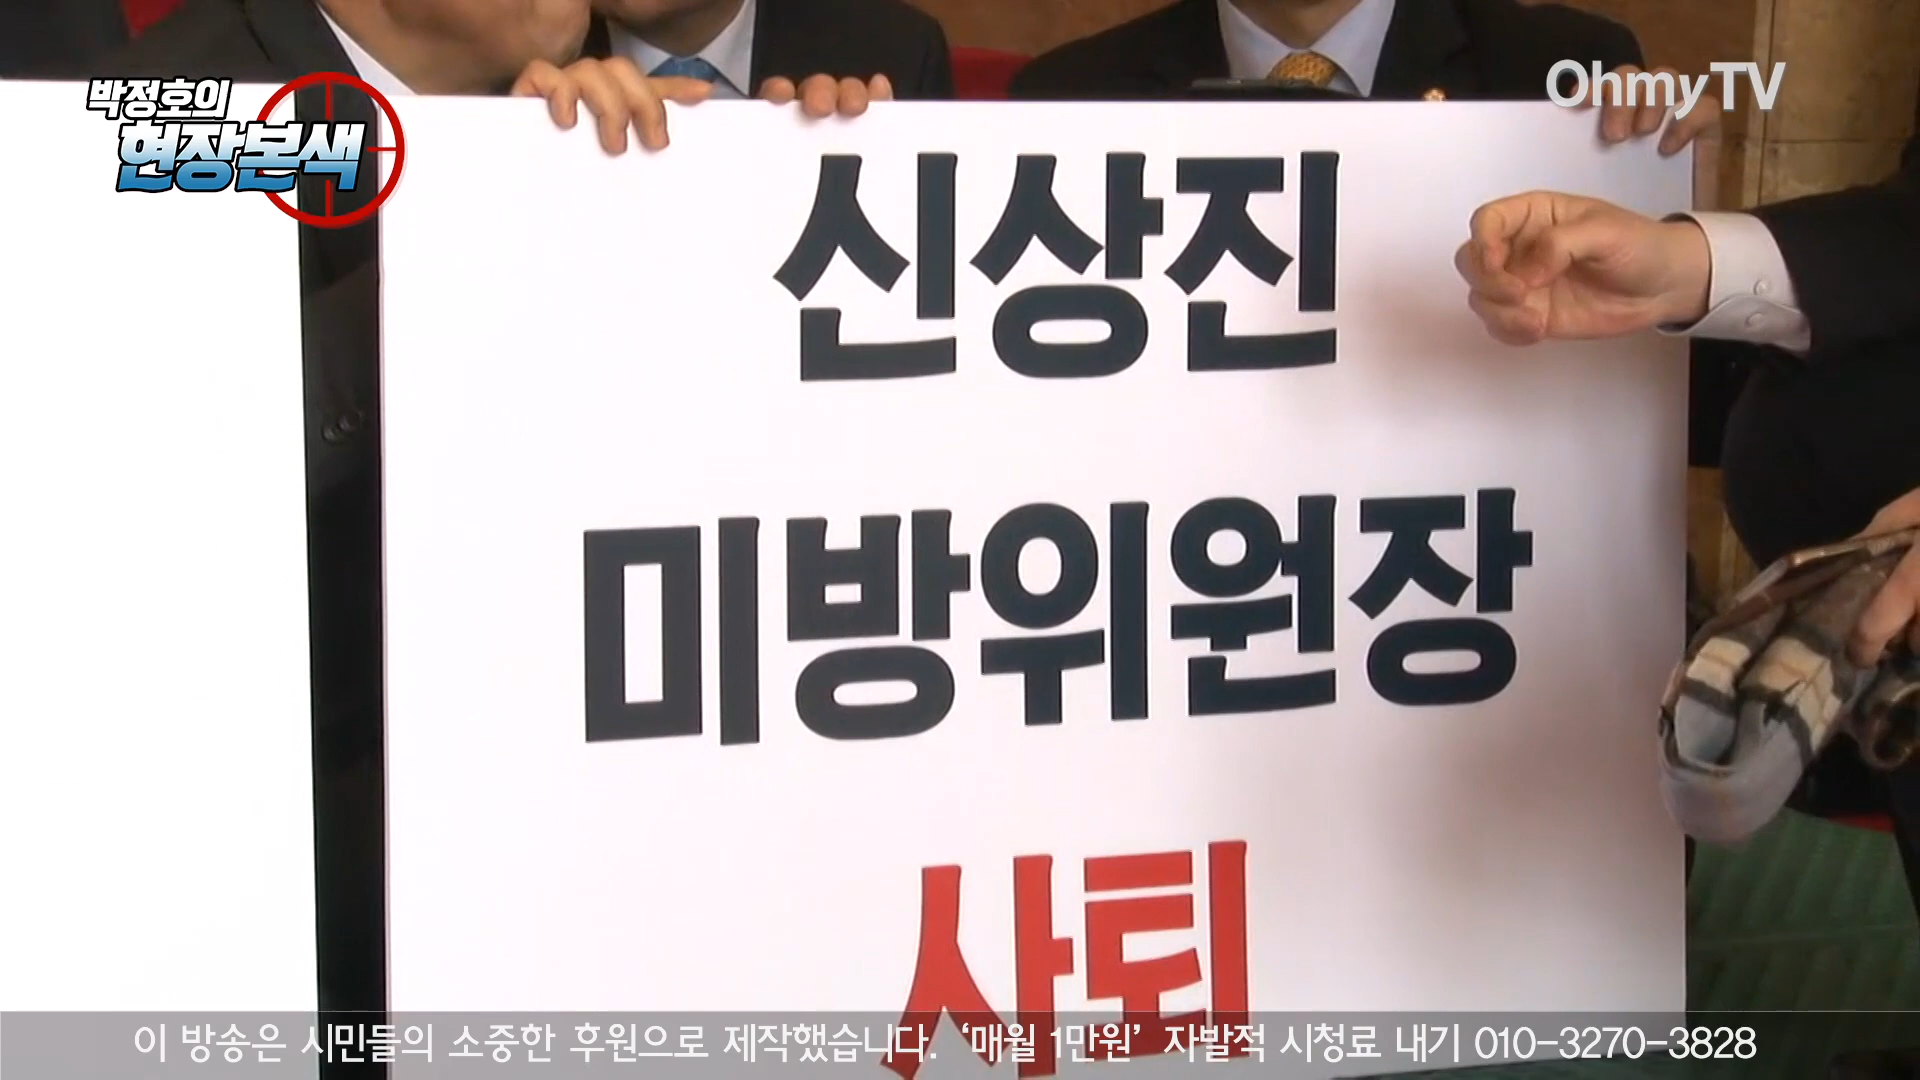 박정호의
현장본색
OhmyTV
신상진
미방위원장
사퇴
이 방송은 시민들의 소중한 후원으로 제작했습니다. ‘매월 1만원’ 자발적 시청료 내기 010-3270-3828